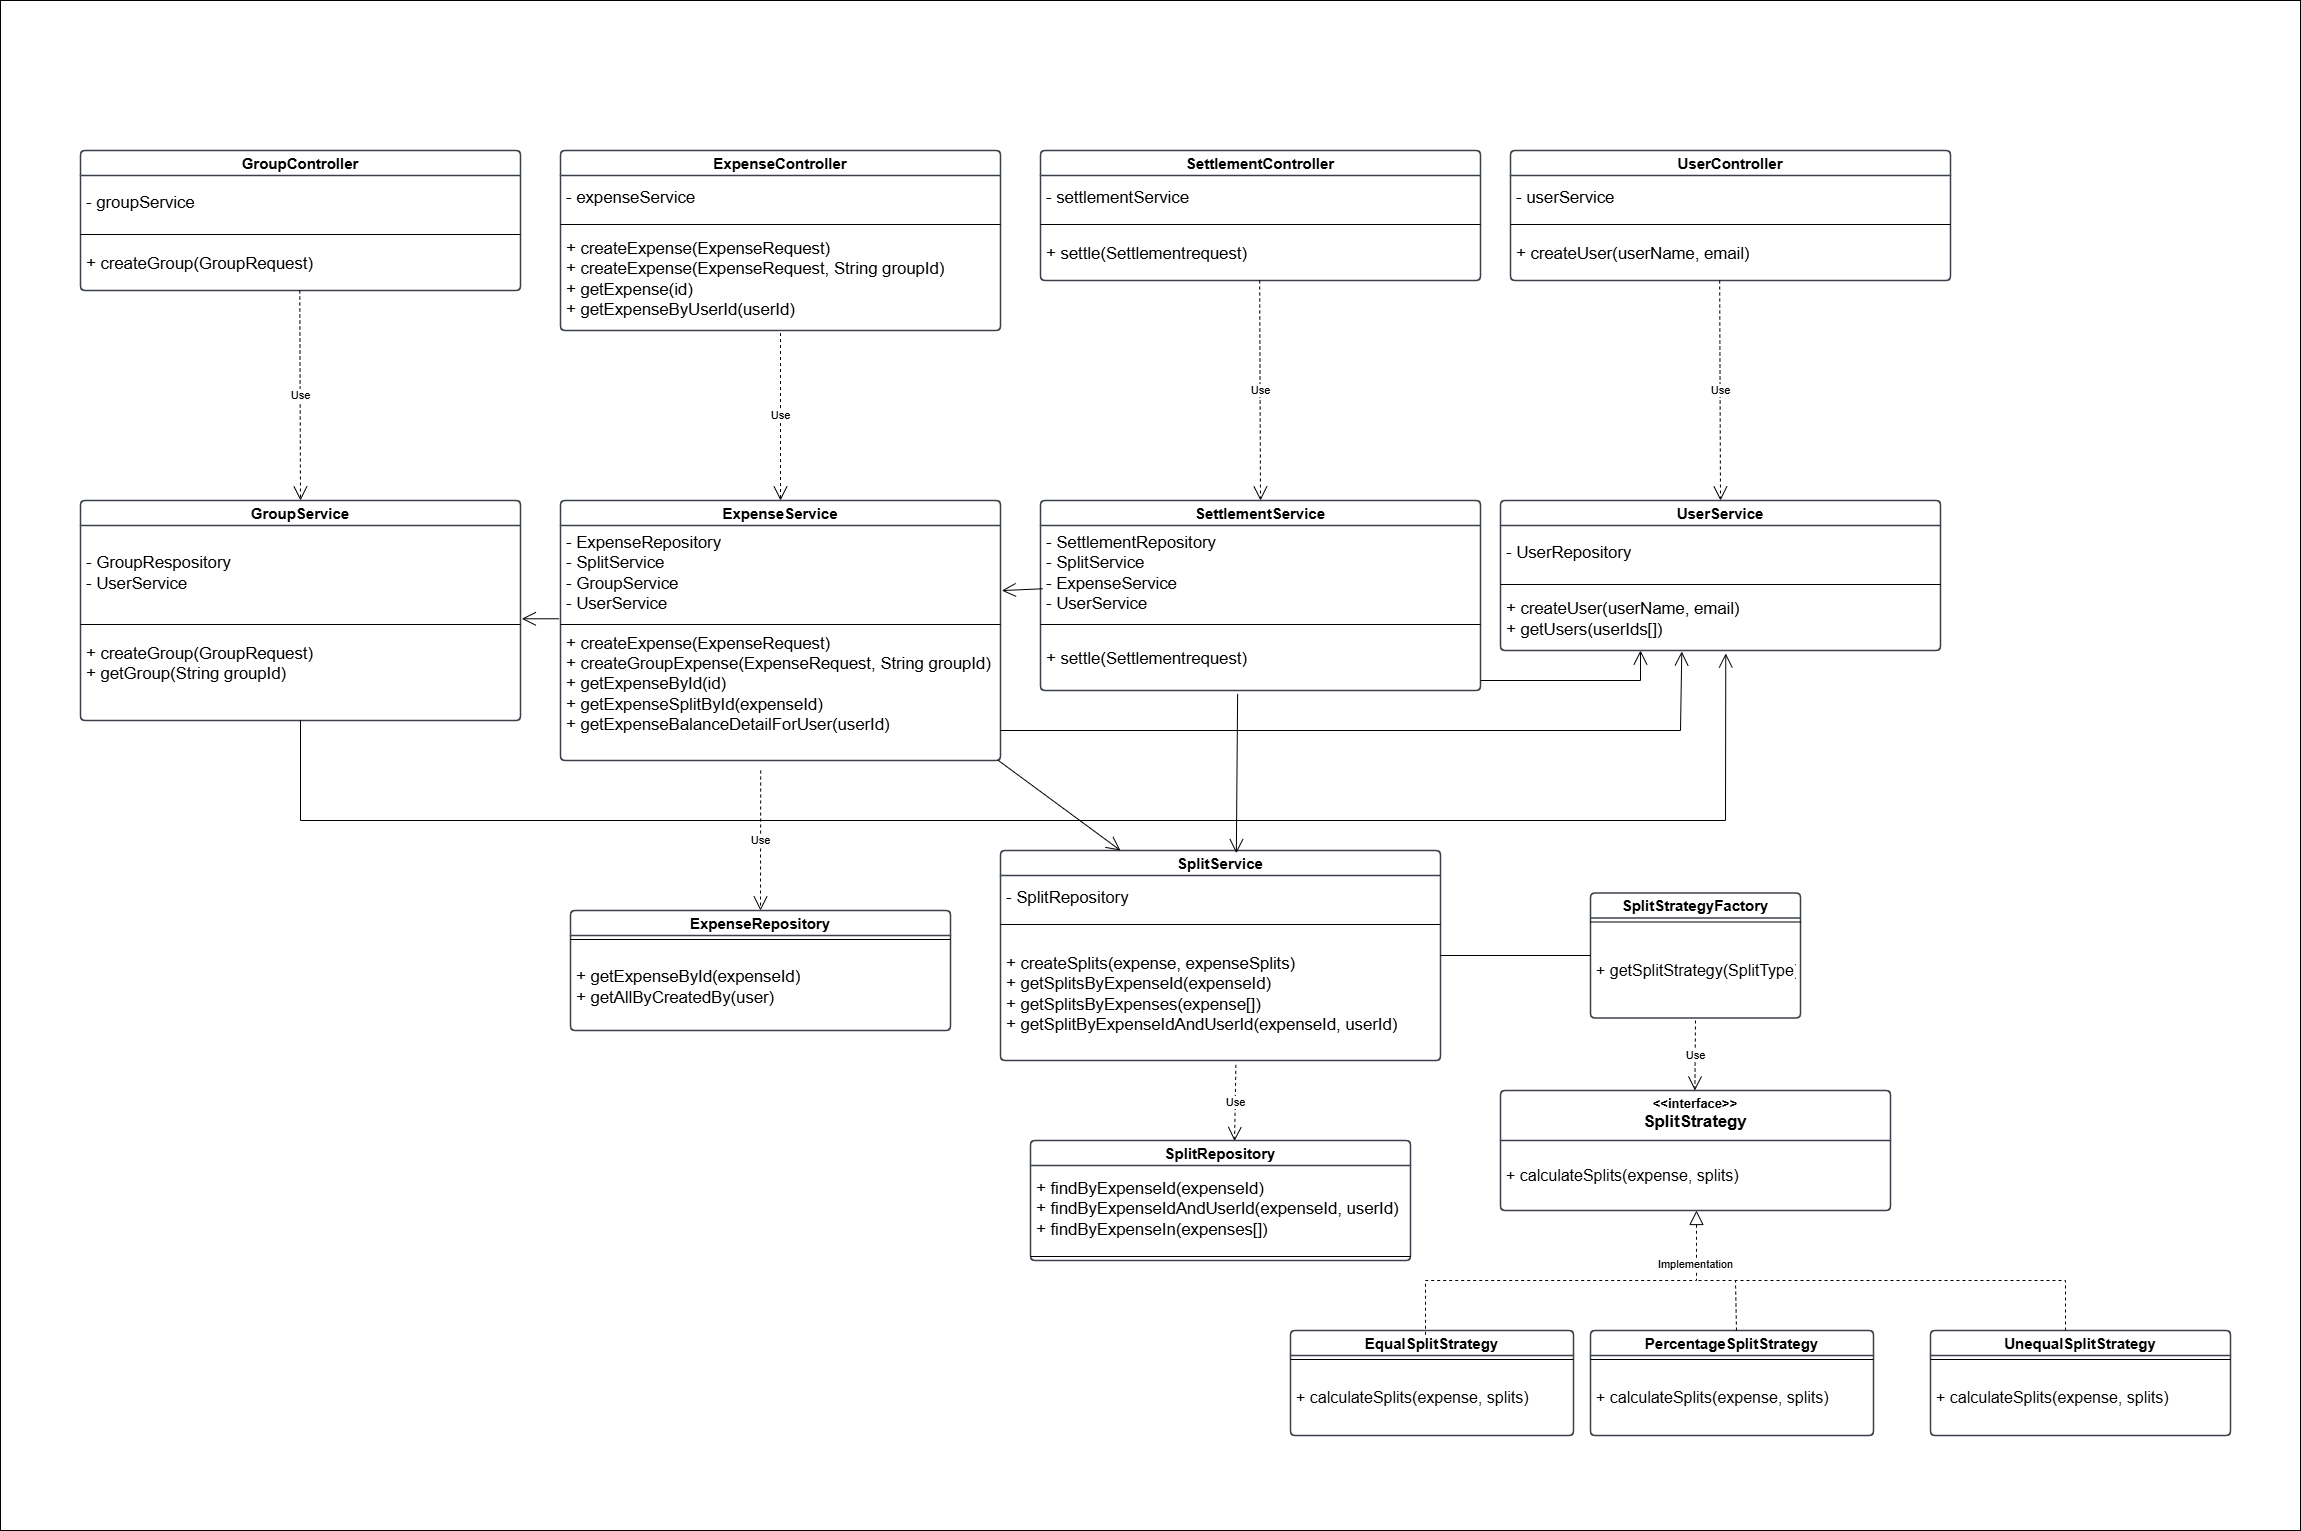 GroupController
- groupService
+ createGroup(GroupRequest)
ExpenseController
- expenseService
+ createExpense(ExpenseRequest)
+ createExpense(ExpenseRequest, String groupId)
+ getExpense(id)
+ getExpenseByUserId(userId)
SettlementController
- settlementService
+ settle(Settlementrequest)
UserController
- userService
+ createUser(userName, email)
Use
Use
Use
Use
GroupService
- GroupRespository
- UserService
+ createGroup(GroupRequest)
+ getGroup(String groupId)
ExpenseService
- ExpenseRepository
- SplitService
- GroupService
- UserService
+ createExpense(ExpenseRequest)
+ createGroupExpense(ExpenseRequest, String groupId)
+ getExpenseById(id)
+ getExpenseSplitById(expenseId)
+ getExpenseBalanceDetailForUser(userId)
SettlementService
- SettlementRepository
- SplitService
- ExpenseService
- UserService
+ settle(Settlementrequest)
UserService
- UserRepository
+ createUser(userName, email)
+ getUsers(userIds[])
Use
ExpenseRepository
+ getExpenseById(expenseId)
+ getAllByCreatedBy(user)
SplitService
- SplitRepository
+ createSplits(expense, expenseSplits)
+ getSplitsByExpenseId(expenseId)
+ getSplitsByExpenses(expense[])
+ getSplitByExpenseIdAndUserId(expenseId, userId)
SplitStrategyFactory
+ getSplitStrategy(SplitType)
Use
Use
SplitRepository
+ findByExpenseId(expenseId)
+ findByExpenseIdAndUserId(expenseId, userId)
+ findByExpenseIn(expenses[])
<<interface>>
SplitStrategy
+ calculateSplits(expense, splits)
Implementation
EqualSplitStrategy
+ calculateSplits(expense, splits)
PercentageSplitStrategy
+ calculateSplits(expense, splits)
UnequalSplitStrategy
+ calculateSplits(expense, splits)